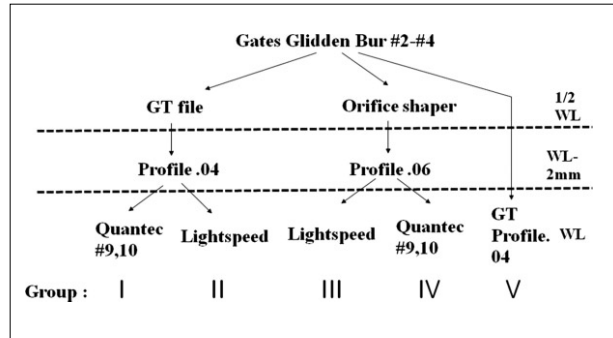 Gates Glidden Bur #2-#4
GT file
Orifice shaper
1/2
WL
Profile .04
Profile .06
WL-
2mm
Quantec
#9,10
Lightspeed
Lightspeed
Quantec
#9,10
GT
Profile.
04
WL
Group : I II III IV V